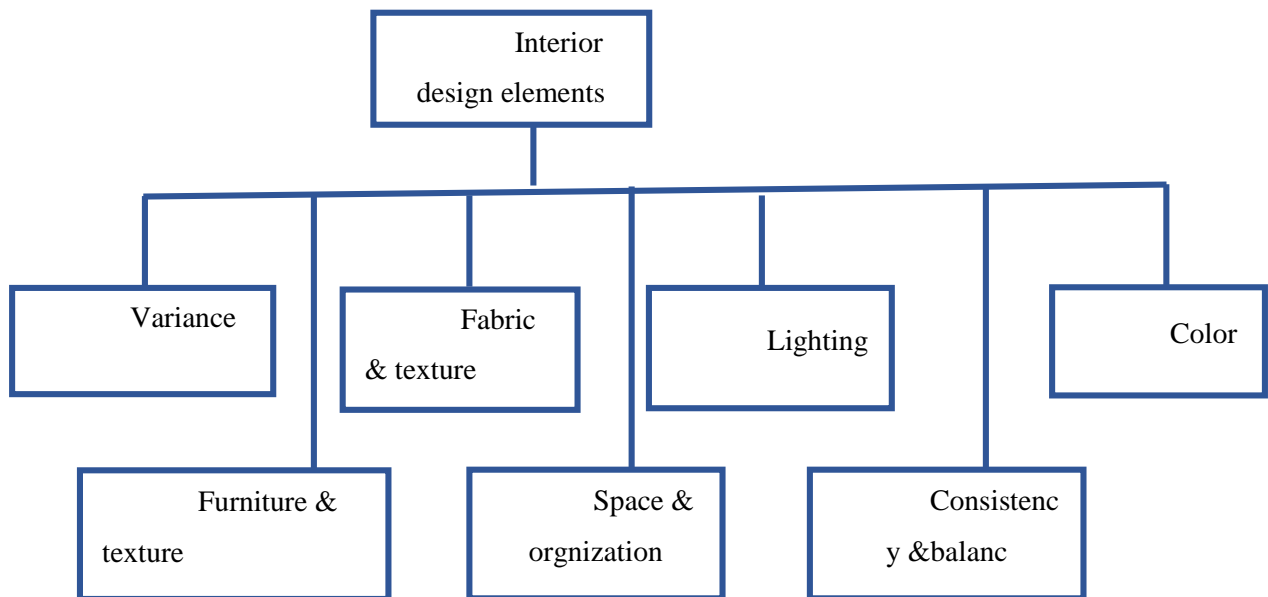 Interior
design elements
Variance
Fabric
& texture
Lighting
Color
Furniture &
texture
Space &
orgnization
Consistenc
y &balanc